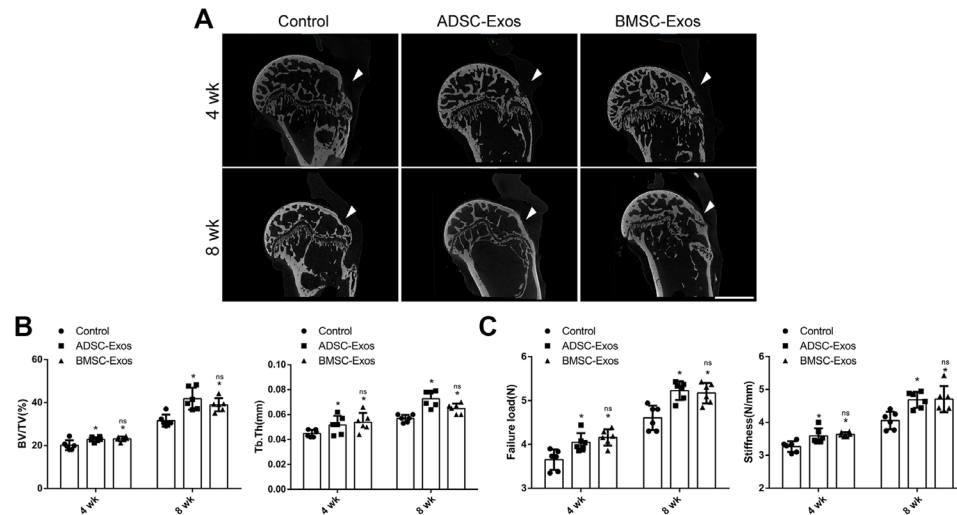 A
Control
ADSC-Exos
BMSC-Exos
4 wk
8 wk
B
Control
ADSC-Exos
BMSC-Exos
BV/TV(%)
60
40
20
0
*
ns
*
*
ns
*
4 wk
8 wk
Control
ADSC-Exos
BMSC-Exos
Tb.Th(mm)
0.10
0.08
0.06
0.04
0.02
0.00
*
ns
*
*
ns
*
4 wk
8 wk
C
Control
ADSC-Exos
BMSC-Exos
Failure load(N)
6
5
4
3
*
ns
*
*
ns
*
4 wk
8 wk
Control
ADSC-Exos
BMSC-Exos
Stiffness(N/mm)
6
5
4
3
2
*
ns
*
*
ns
*
4 wk
8 wk